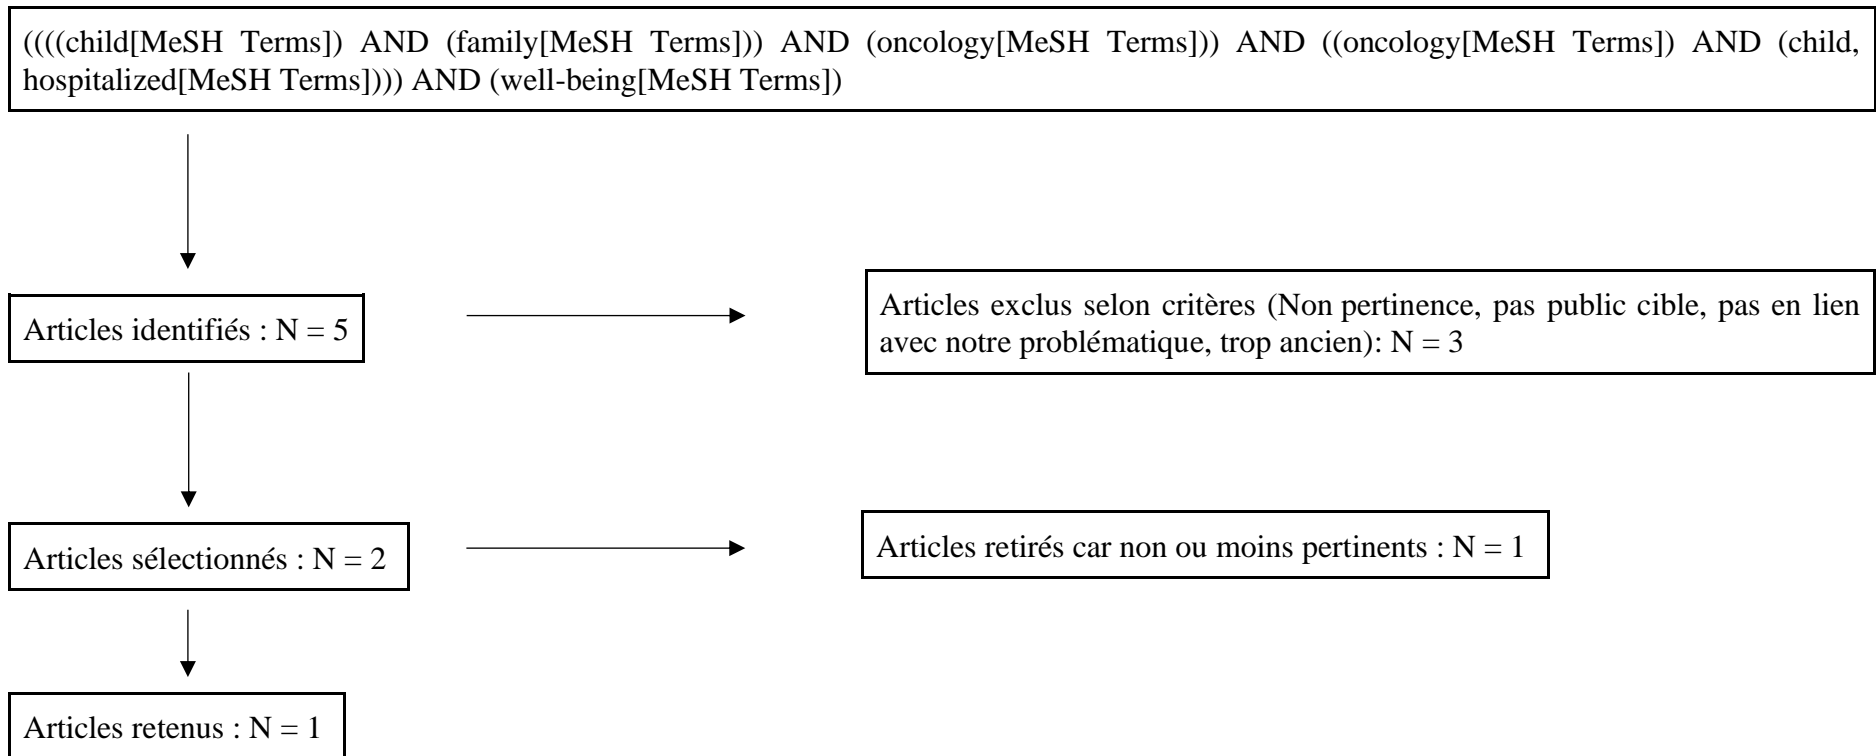 ((((child[MeSH Terms]) AND (family[MeSH Terms])) AND (oncology[MeSH Terms])) AND ((oncology[MeSH Terms]) AND (child,
hospitalized[MeSH Terms]))) AND (well-being[MeSH Terms])
Articles identifiés : N = 5
Articles exclus selon critères (Non pertinence, pas public cible, pas en lien
avec notre problématique, trop ancien): N = 3
Articles sélectionnés : N = 2
Articles retirés car non ou moins pertinents : N = 1
Articles retenus : N = 1